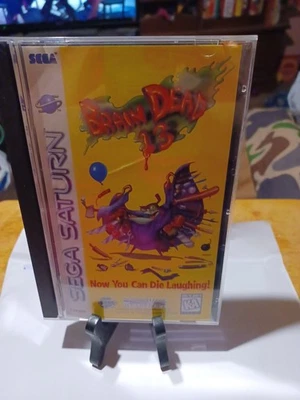 SEGA
BRAIN DEAD
13
SEGA SATURN
Now You Can Die Laughing!